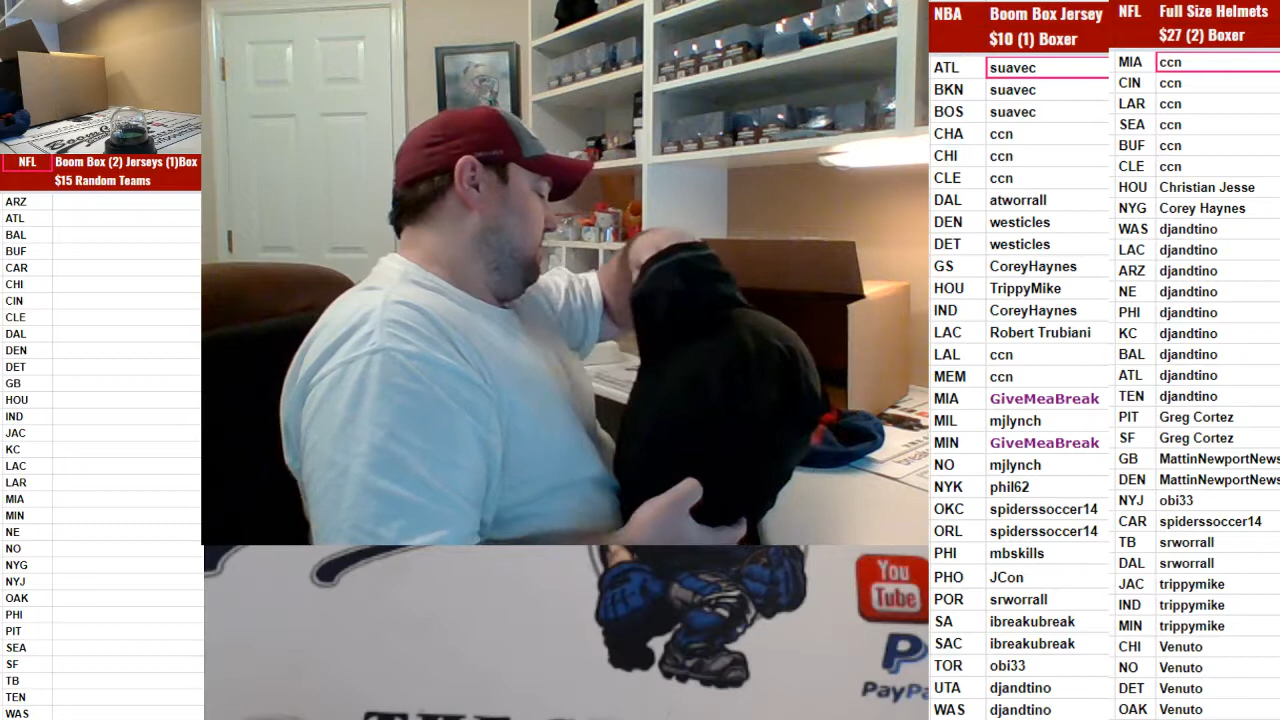 NFL Boom Box (2) Jerseys (1)Box
$15 Random Teams
ARZ
ATL
BAL
BUF
CAR
CHI
CIN
CLE
DAL
DEN
DET
GB
HOU
IND
JAC
KC
LAC
LAR
MIA
MIN
NE
NO
NYG
NYJ
OAK
PHI
PIT
SEA
SF
TB
TEN
WAS
You
Tube
P
PayPa
NBA Boom Box Jersey
$10 (1) Boxer
ATL suavec
BKN suavec
BOS suavec
CHA ccn
CHI ccn
CLE ccn
DAL atworrall
DEN westicles
DET westicles
GS CoreyHaynes
HOU TrippyMike
IND CoreyHaynes
LAC Robert Trubiani
LAL ccn
MEM ccn
MIA GiveMeaBreak
MIL mjlynch
MIN GiveMeaBreak
NO mjlynch
NYK phil62
OKC spiderssoccer14
ORL spiderssoccer14
PHI mbskills
PHO JCon
POR srworrall
SA ibreakubreak
SAC ibreakubreak
TOR obi33
UTA djandtino
WAS djandtino
NFL Full Size Helmets
$27 (2) Boxer
MIA ccn
CIN ccn
LAR ccn
SEA ccn
BUF ccn
CLE ccn
HOU Christian Jesse
NYG Corey Haynes
WAS djandtino
LAC djandtino
ARZ djandtino
NE djandtino
PHI djandtino
KC djandtino
BAL djandtino
ATL djandtino
TEN djandtino
PIT Greg Cortez
SF Greg Cortez
GB MattinNewportNews
DEN MattinNewportNews
NYJ obi33
CAR spiderssoccer14
TB srworrall
DAL srworrall
JAC trippymike
IND trippymike
MIN trippymike
CHI Venuto
NO Venuto
DET Venuto
OAK Venuto